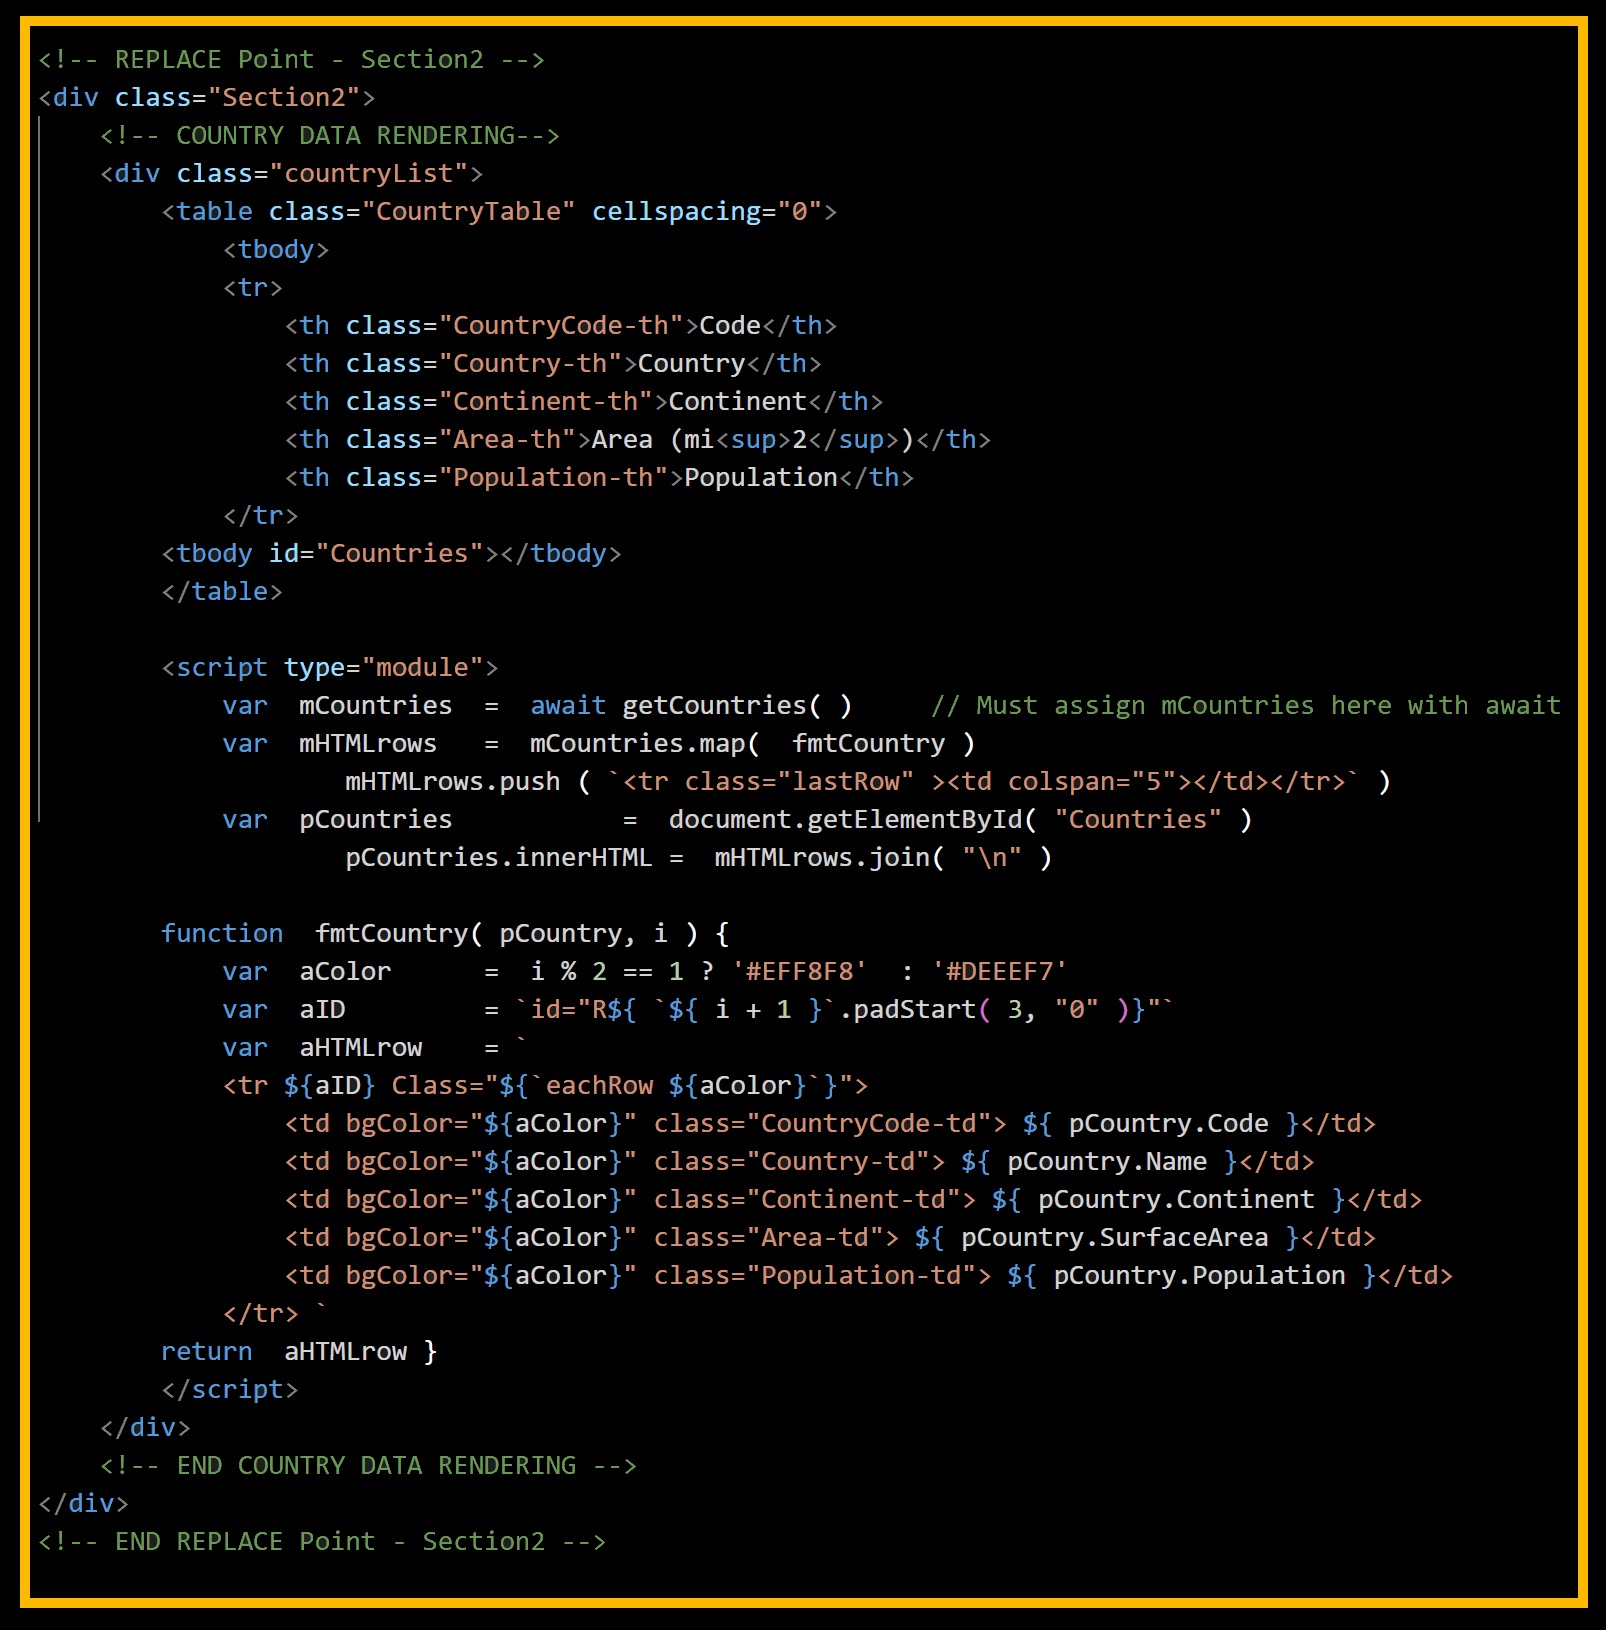 <!-- REPLACE Point - Section2 -->
<div class="Section2">
    <!-- COUNTRY DATA RENDERING-->
    <div class="countryList">
        <table class="CountryTable" cellspacing="0">
            <tbody>
            <tr>
                <th class="CountryCode-th">Code</th>
                <th class="Country-th">Country</th>
                <th class="Continent-th">Continent</th>
                <th class="Area-th">Area (mi<sup>2</sup>)</th>
                <th class="Population-th">Population</th>
            </tr>
        <tbody id="Countries"></tbody>
        </table>

        <script type="module">
            var  mCountries  =  await getCountries( )     // Must assign mCountries here with await
            var  mHTMLrows   =  mCountries.map(  fmtCountry )
                    mHTMLrows.push ( `<tr class="lastRow" ><td colspan="5"></td></tr>` )
            var  pCountries           =  document.getElementById( "Countries" )
                    pCountries.innerHTML =  mHTMLrows.join( "\n" )

        function  fmtCountry( pCountry, i ) {
            var  aColor      =  i % 2 == 1 ? '#EFF8F8'  : '#DEEEF7'
            var  aID         = `id="R${ `${ i + 1 }`.padStart( 3, "0" )}"`
            var  aHTMLrow    = `
            <tr ${aID} Class="${`eachRow ${aColor}`}">
                <td bgColor="${aColor}" class="CountryCode-td"> ${ pCountry.Code }</td>
                <td bgColor="${aColor}" class="Country-td"> ${ pCountry.Name }</td>
                <td bgColor="${aColor}" class="Continent-td"> ${ pCountry.Continent }</td>
                <td bgColor="${aColor}" class="Area-td"> ${ pCountry.SurfaceArea }</td>
                <td bgColor="${aColor}" class="Population-td"> ${ pCountry.Population }</td>
            </tr> `
        return  aHTMLrow }
        </script>
    </div>
    <!-- END COUNTRY DATA RENDERING -->
</div>
<!-- END REPLACE Point - Section2 -->